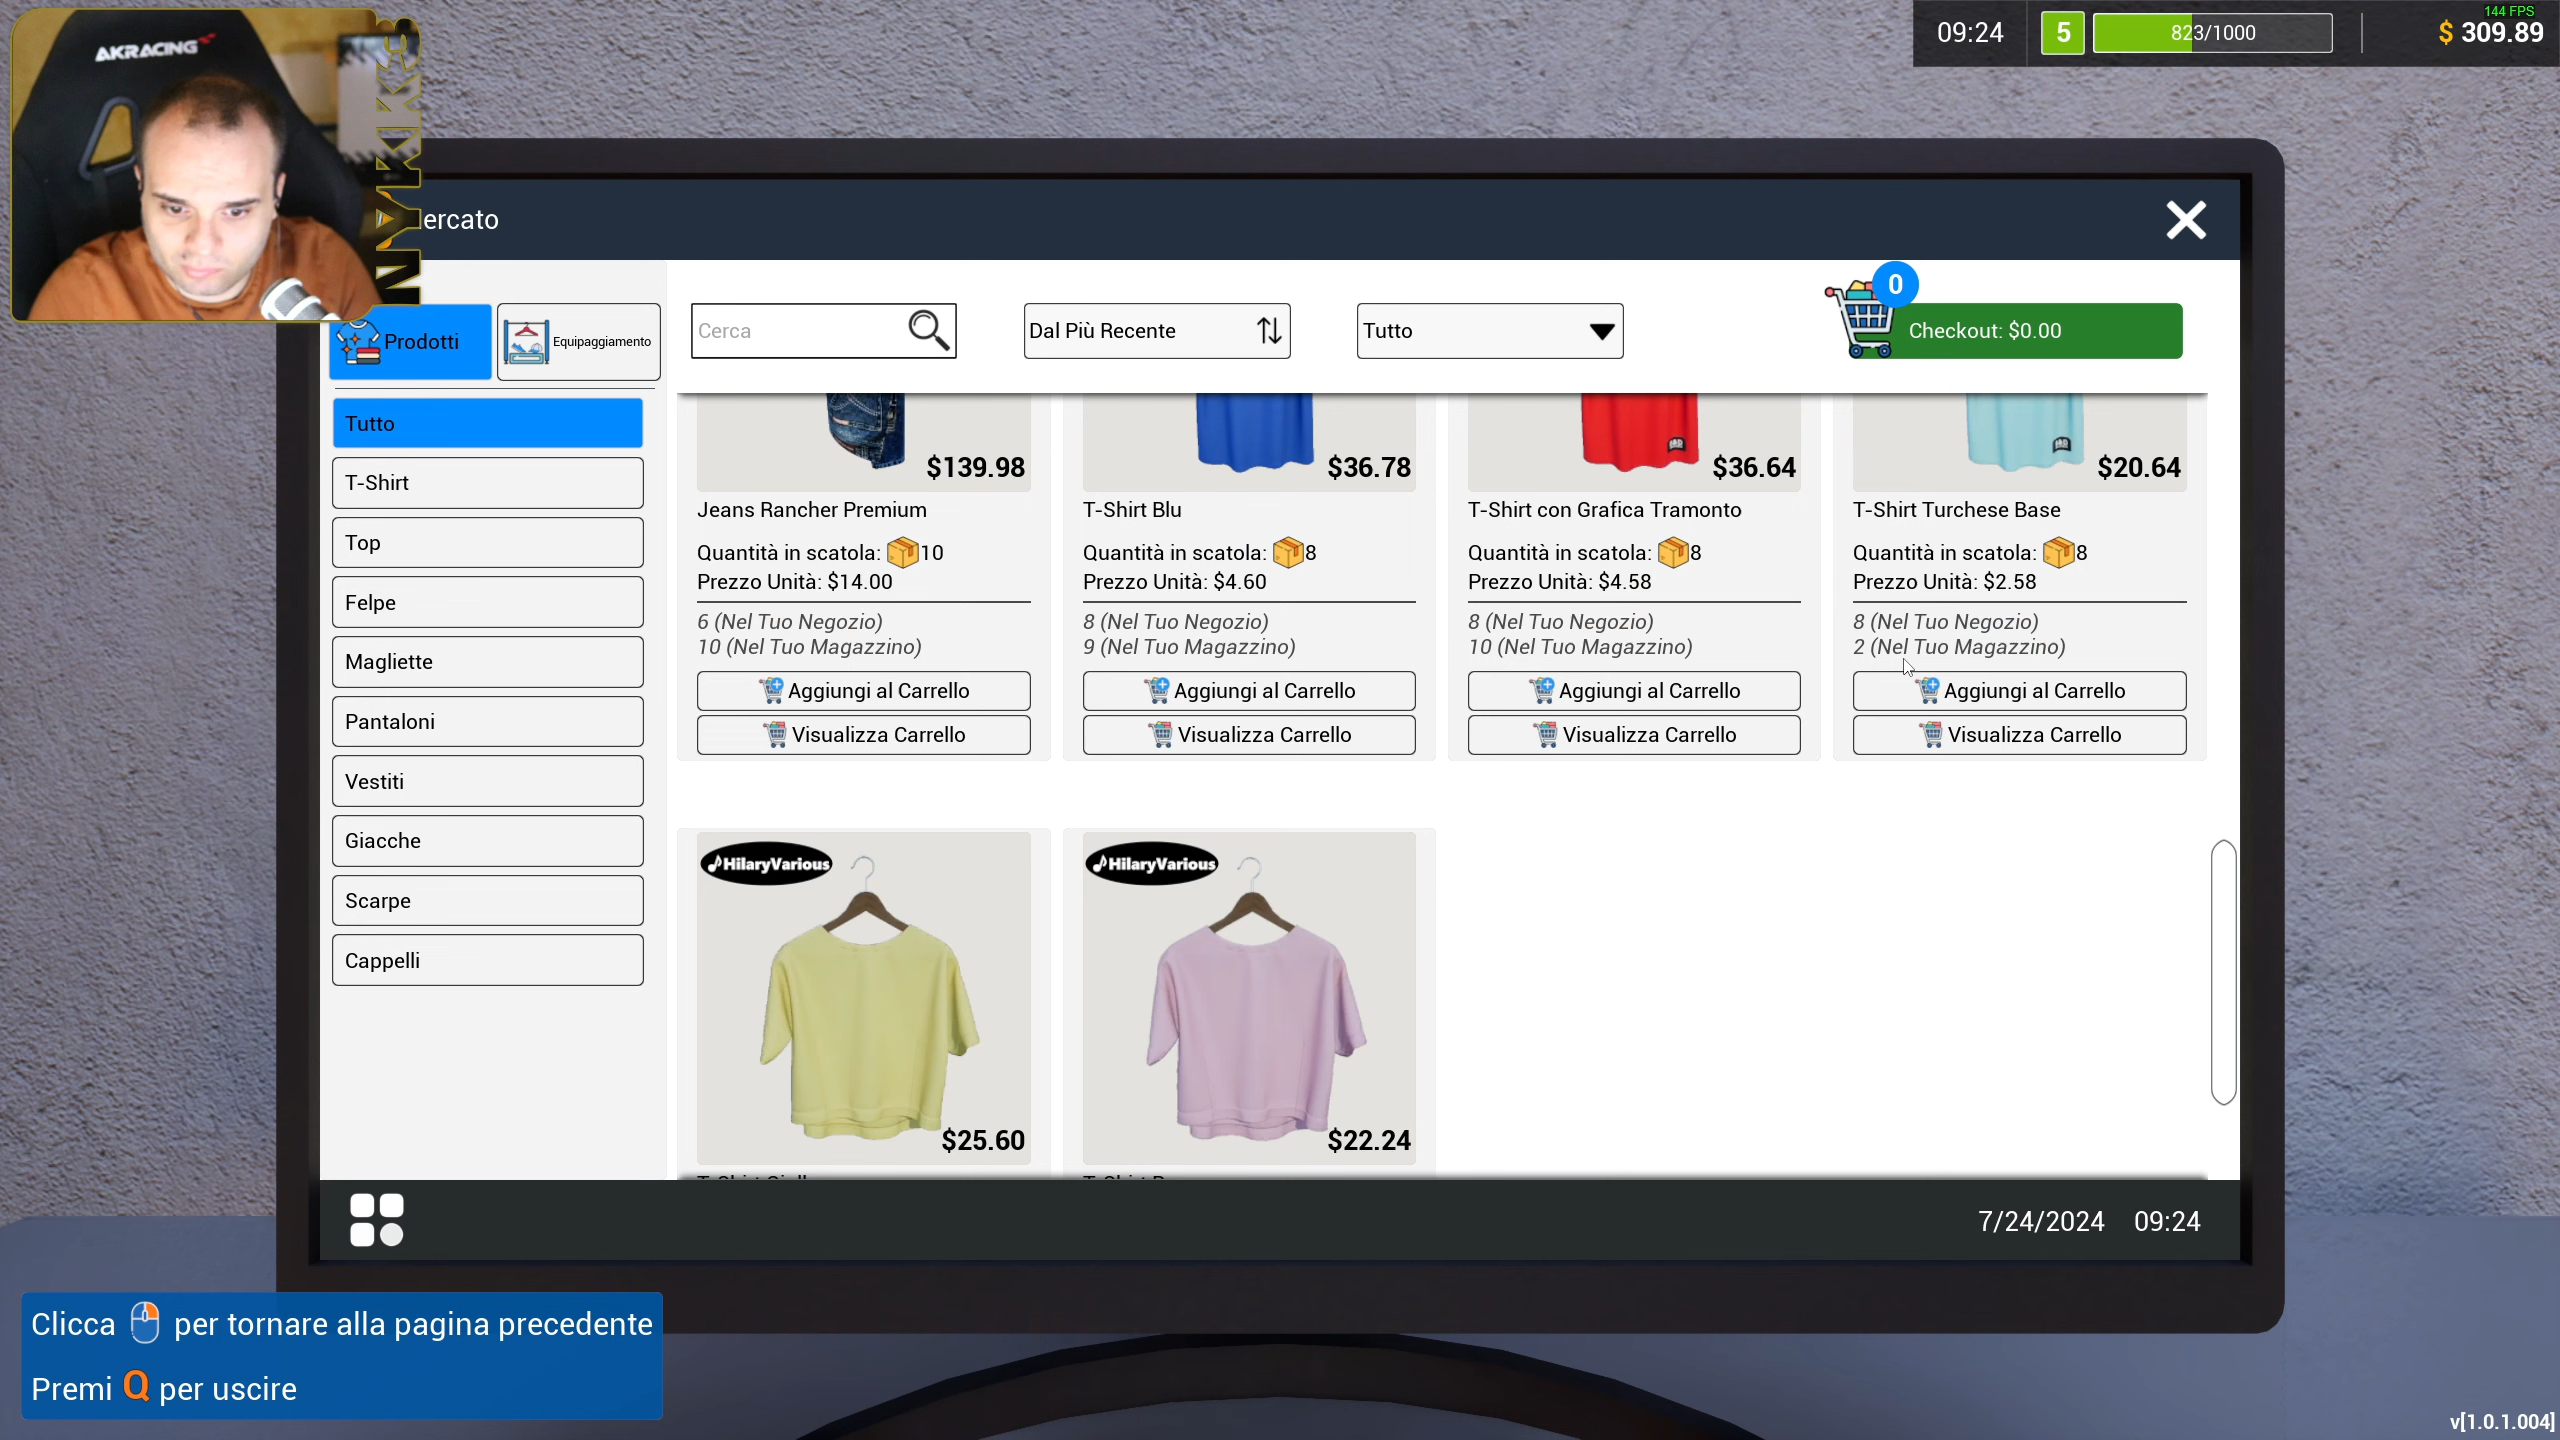 AKRACING
NYKK3
09:24
5
823/1000
144 FPS
$ 309.89
ercato
Prodotti
Equipaggiamento
Cerca
Dal Più Recente
Tutto
0
Checkout: $0.00
Tutto
T-Shirt
Top
Felpe
Magliette
Pantaloni
Vestiti
Giacche
Scarpe
Cappelli
$139.98
Jeans Rancher Premium
Quantità in scatola: 10
Prezzo Unità: $14.00
6 (Nel Tuo Negozio)
10 (Nel Tuo Magazzino)
Aggiungi al Carrello
Visualizza Carrello
$36.78
T-Shirt Blu
Quantità in scatola: 8
Prezzo Unità: $4.60
8 (Nel Tuo Negozio)
9 (Nel Tuo Magazzino)
Aggiungi al Carrello
Visualizza Carrello
$36.64
T-Shirt con Grafica Tramonto
Quantità in scatola: 8
Prezzo Unità: $4.58
8 (Nel Tuo Negozio)
10 (Nel Tuo Magazzino)
Aggiungi al Carrello
Visualizza Carrello
$20.64
T-Shirt Turchese Base
Quantità in scatola: 8
Prezzo Unità: $2.58
8 (Nel Tuo Negozio)
2 (Nel Tuo Magazzino)
Aggiungi al Carrello
Visualizza Carrello
HilaryVarious
$25.60
HilaryVarious
$22.24
7/24/2024 09:24
Clicca per tornare alla pagina precedente
Premi Q per uscire
v[1.0.1.004]